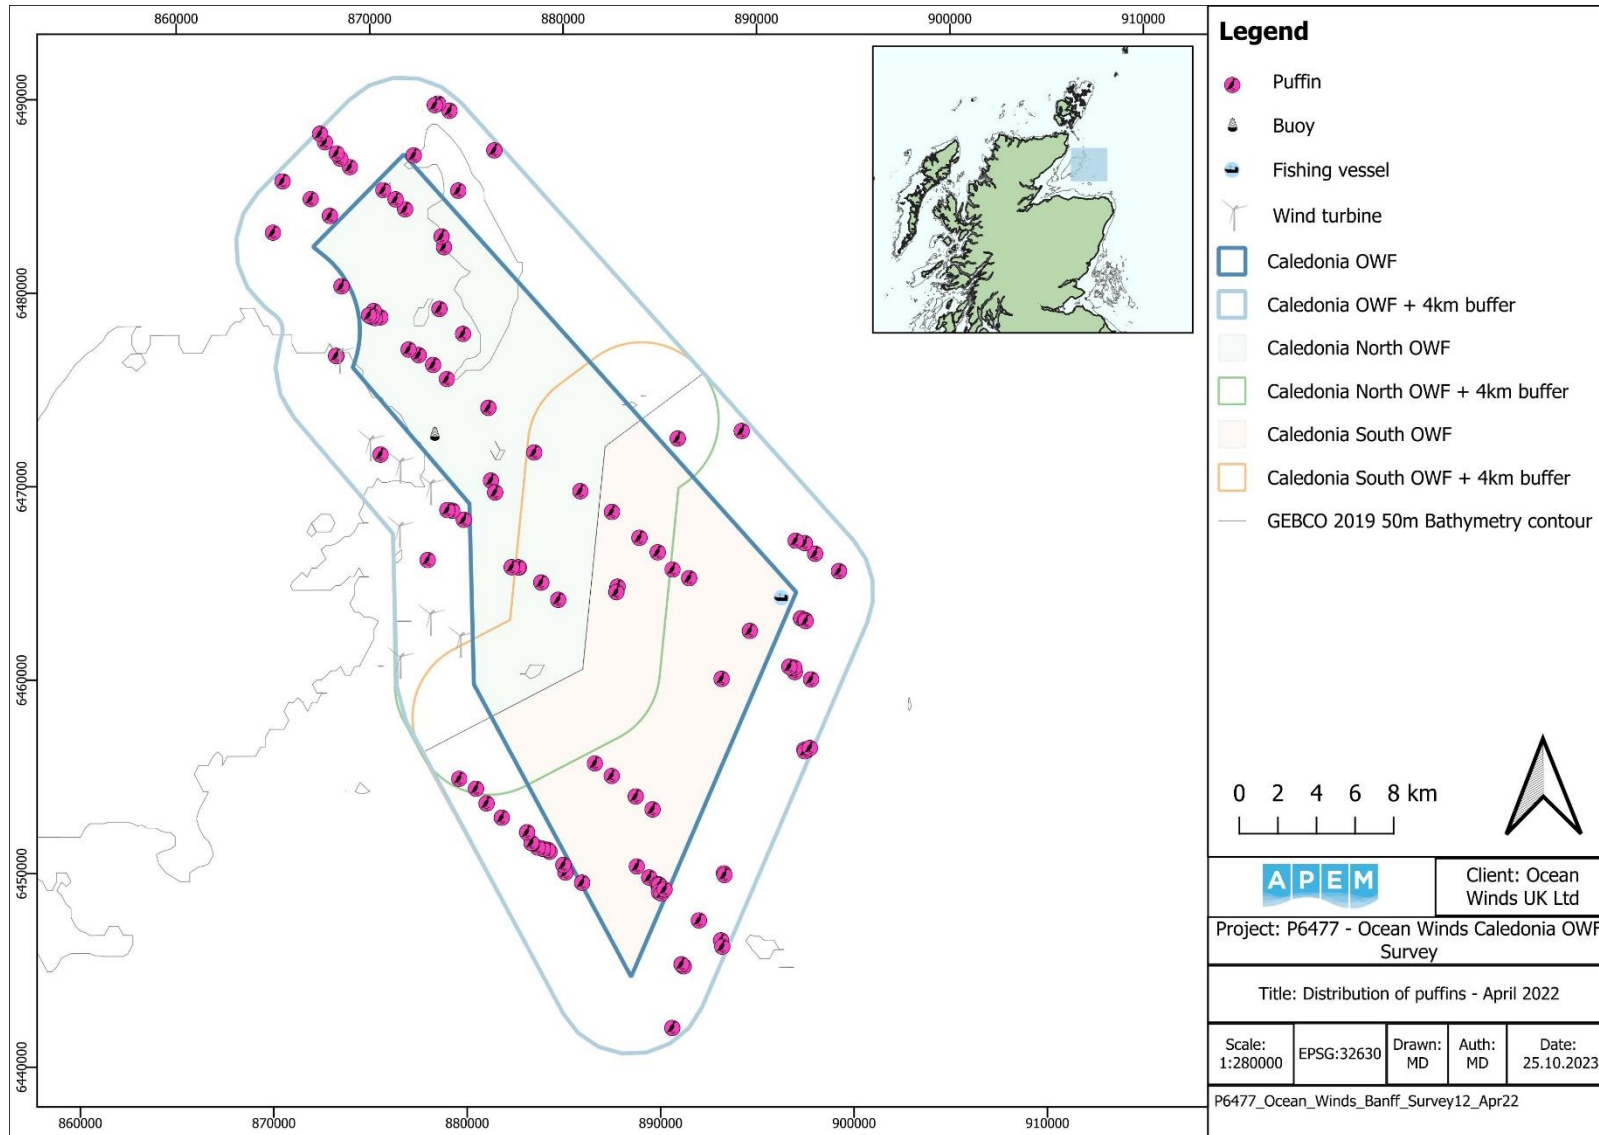 860000 870000 880000 890000 900000 910000
6490000
6480000
6470000
6460000
6450000
6440000
860000 870000 880000 890000 900000 910000
Legend
Puffin
Buoy
Fishing vessel
Wind turbine
Caledonia OWF
Caledonia OWF + 4km buffer
Caledonia North OWF
Caledonia North OWF + 4km buffer
Caledonia South OWF
Caledonia South OWF + 4km buffer
GEBCO 2019 50m Bathymetry contour
0 2 4 6 8 km
APEM
Client: Ocean
Winds UK Ltd
Project: P6477 - Ocean Winds Caledonia OWF
Survey
Title: Distribution of puffins - April 2022
Scale:
1:280000
EPSG:32630
Drawn:
MD
Auth:
MD
Date:
25.10.2023
P6477_Ocean_Winds_Banff_Survey12_Apr22